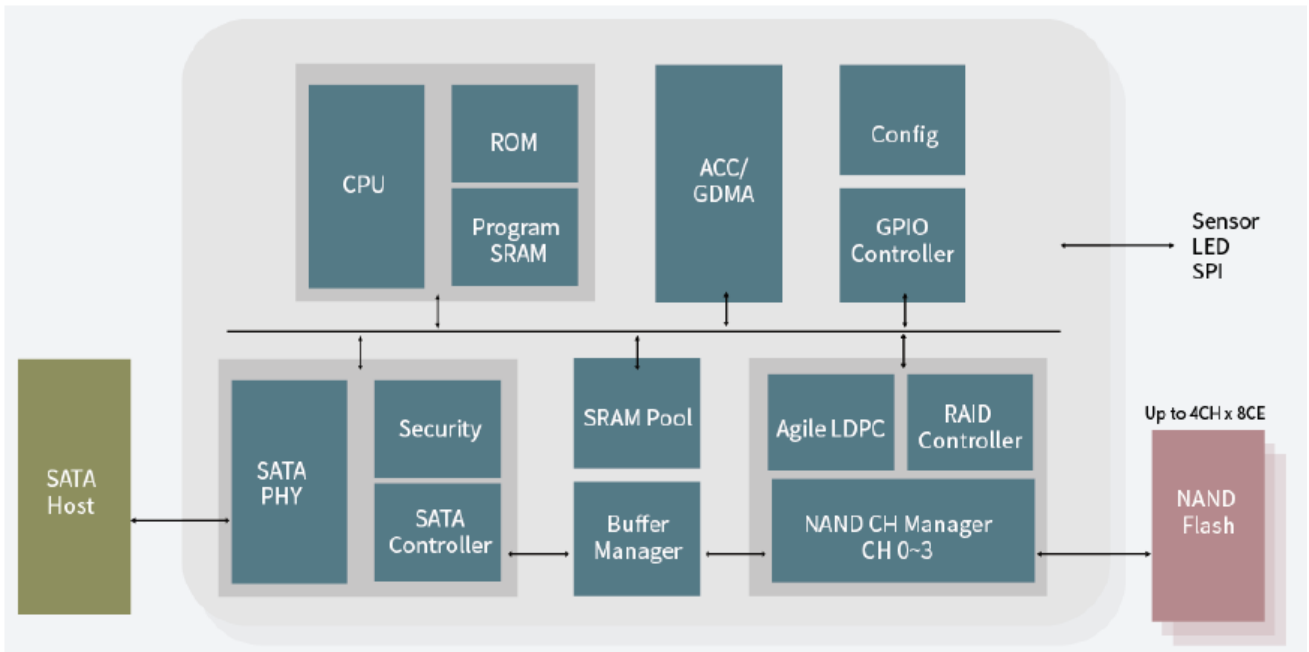 CPU
ROM
Program
SRAM
ACC/
GDMA
Config
GPIO
Controller
Sensor
LED
SPI
SATA
Host
SATA
PHY
Security
SATA
Controller
SRAM Pool
Buffer
Manager
Agile LDPC
RAID
Controller
NAND CH Manager
CH 0~3
Up to 4CH x 8CE
NAND
Flash